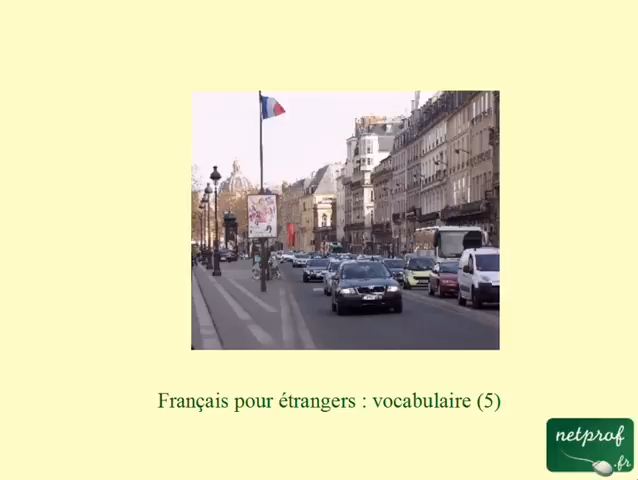 Français pour étrangers : vocabulaire (5)
netprof
.fr